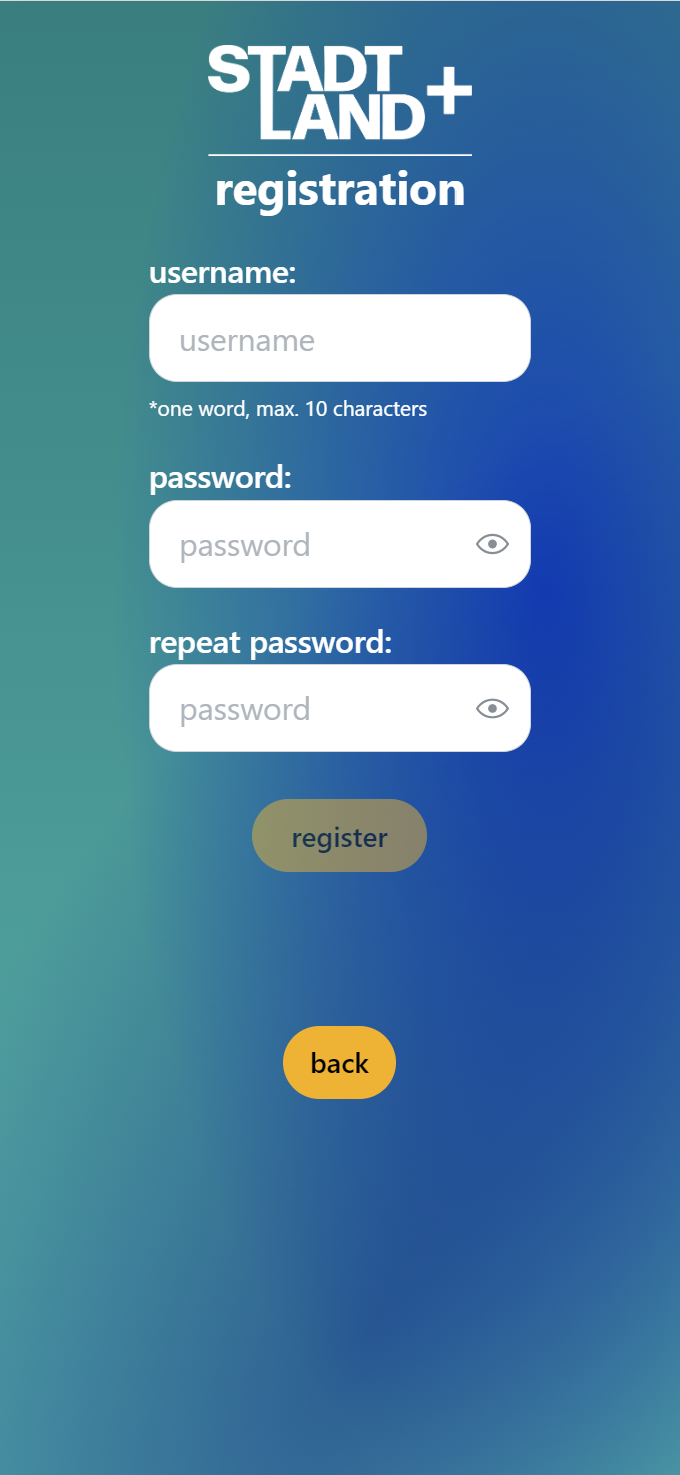 STADT
LAND+
registration
username:
username
*one word, max. 10 characters
password:
password
repeat password:
password
register
back